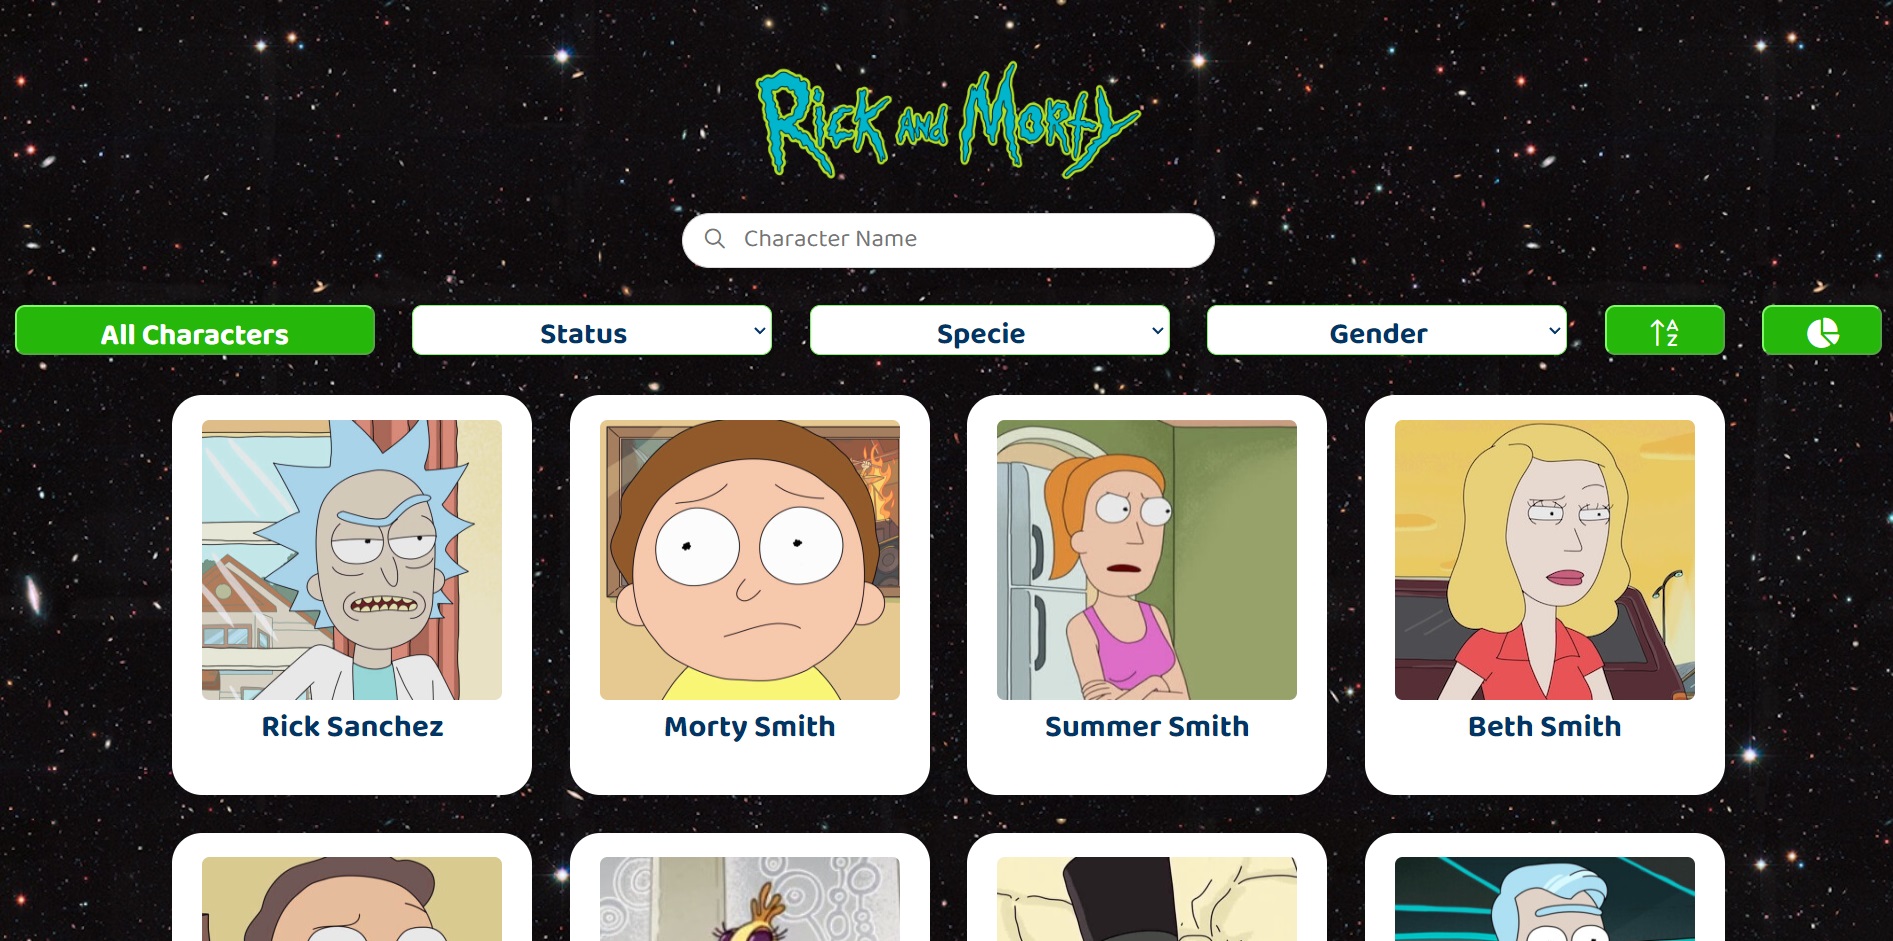 Rick and Morty
Character Name
All Characters
Status
Specie
Gender
A
Z
Rick Sanchez
Morty Smith
Summer Smith
Beth Smith